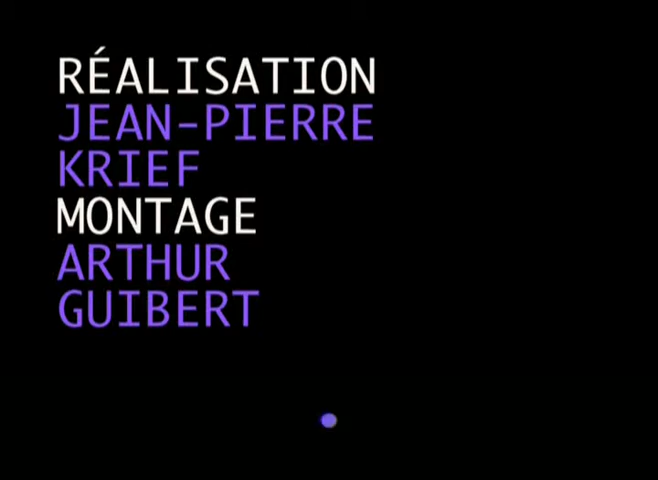 RÉALISATION
JEAN-PIERRE
KRIEF
MONTAGE
ARTHUR
GUIBERT